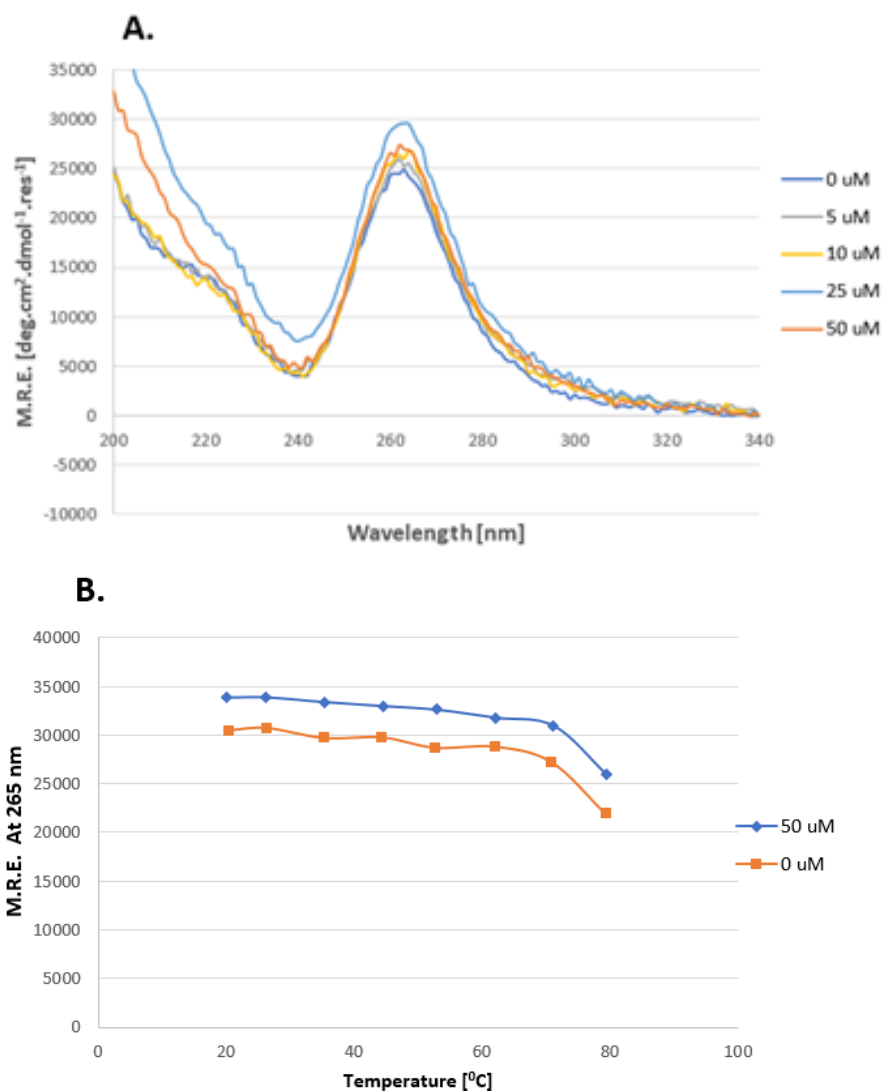 A.
M.R.E. [deg.cm².dmol⁻¹.res⁻¹]
35000
30000
25000
20000
15000
10000
5000
0
-5000
-10000
200 220 240 260 280 300 320 340
Wavelength [nm]
0 uM
5 uM
10 uM
25 uM
50 uM
B.
M.R.E. At 265 nm
40000
35000
30000
25000
20000
15000
10000
5000
0
0 20 40 60 80 100
Temperature [⁰C]
50 uM
0 uM